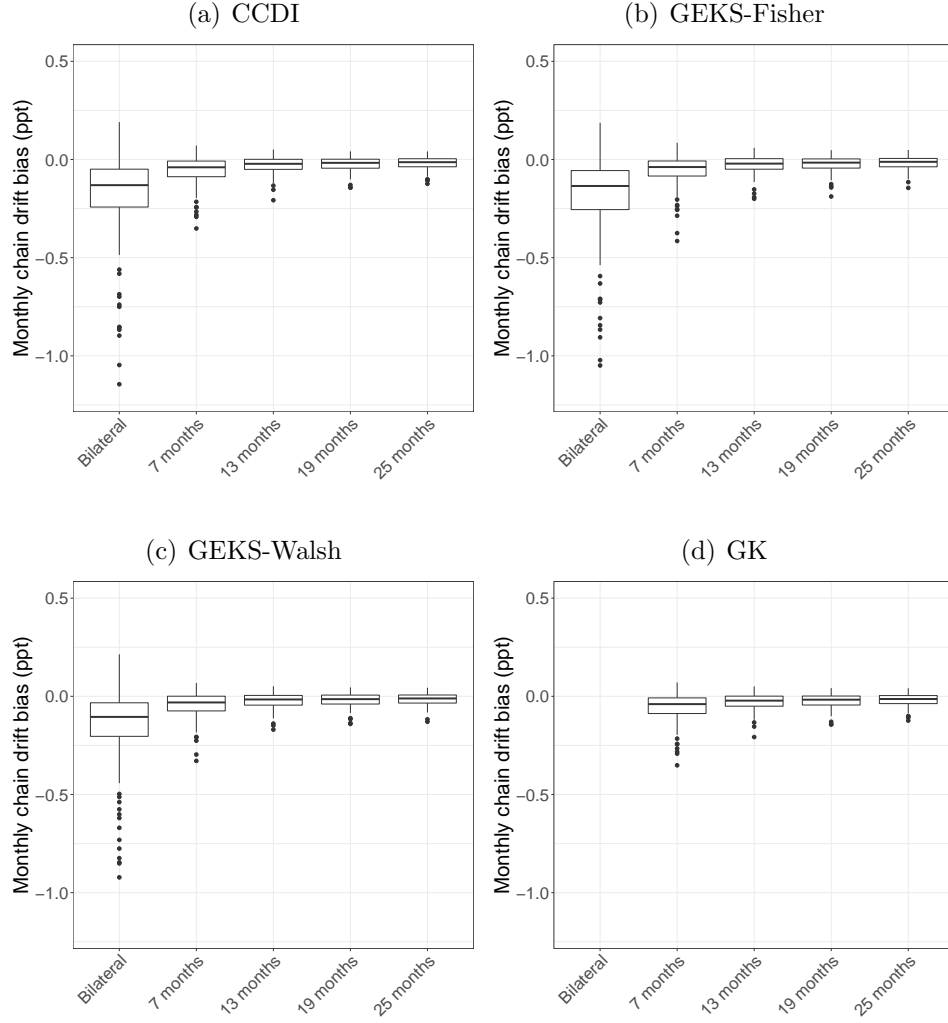 (a) CCDI
Monthly chain drift bias (ppt)
0.5
0.0
−0.5
−1.0
Bilateral
7 months
13 months
19 months
25 months
(b) GEKS-Fisher
Monthly chain drift bias (ppt)
0.5
0.0
−0.5
−1.0
Bilateral
7 months
13 months
19 months
25 months
(c) GEKS-Walsh
Monthly chain drift bias (ppt)
0.5
0.0
−0.5
−1.0
Bilateral
7 months
13 months
19 months
25 months
(d) GK
Monthly chain drift bias (ppt)
0.5
0.0
−0.5
−1.0
Bilateral
7 months
13 months
19 months
25 months